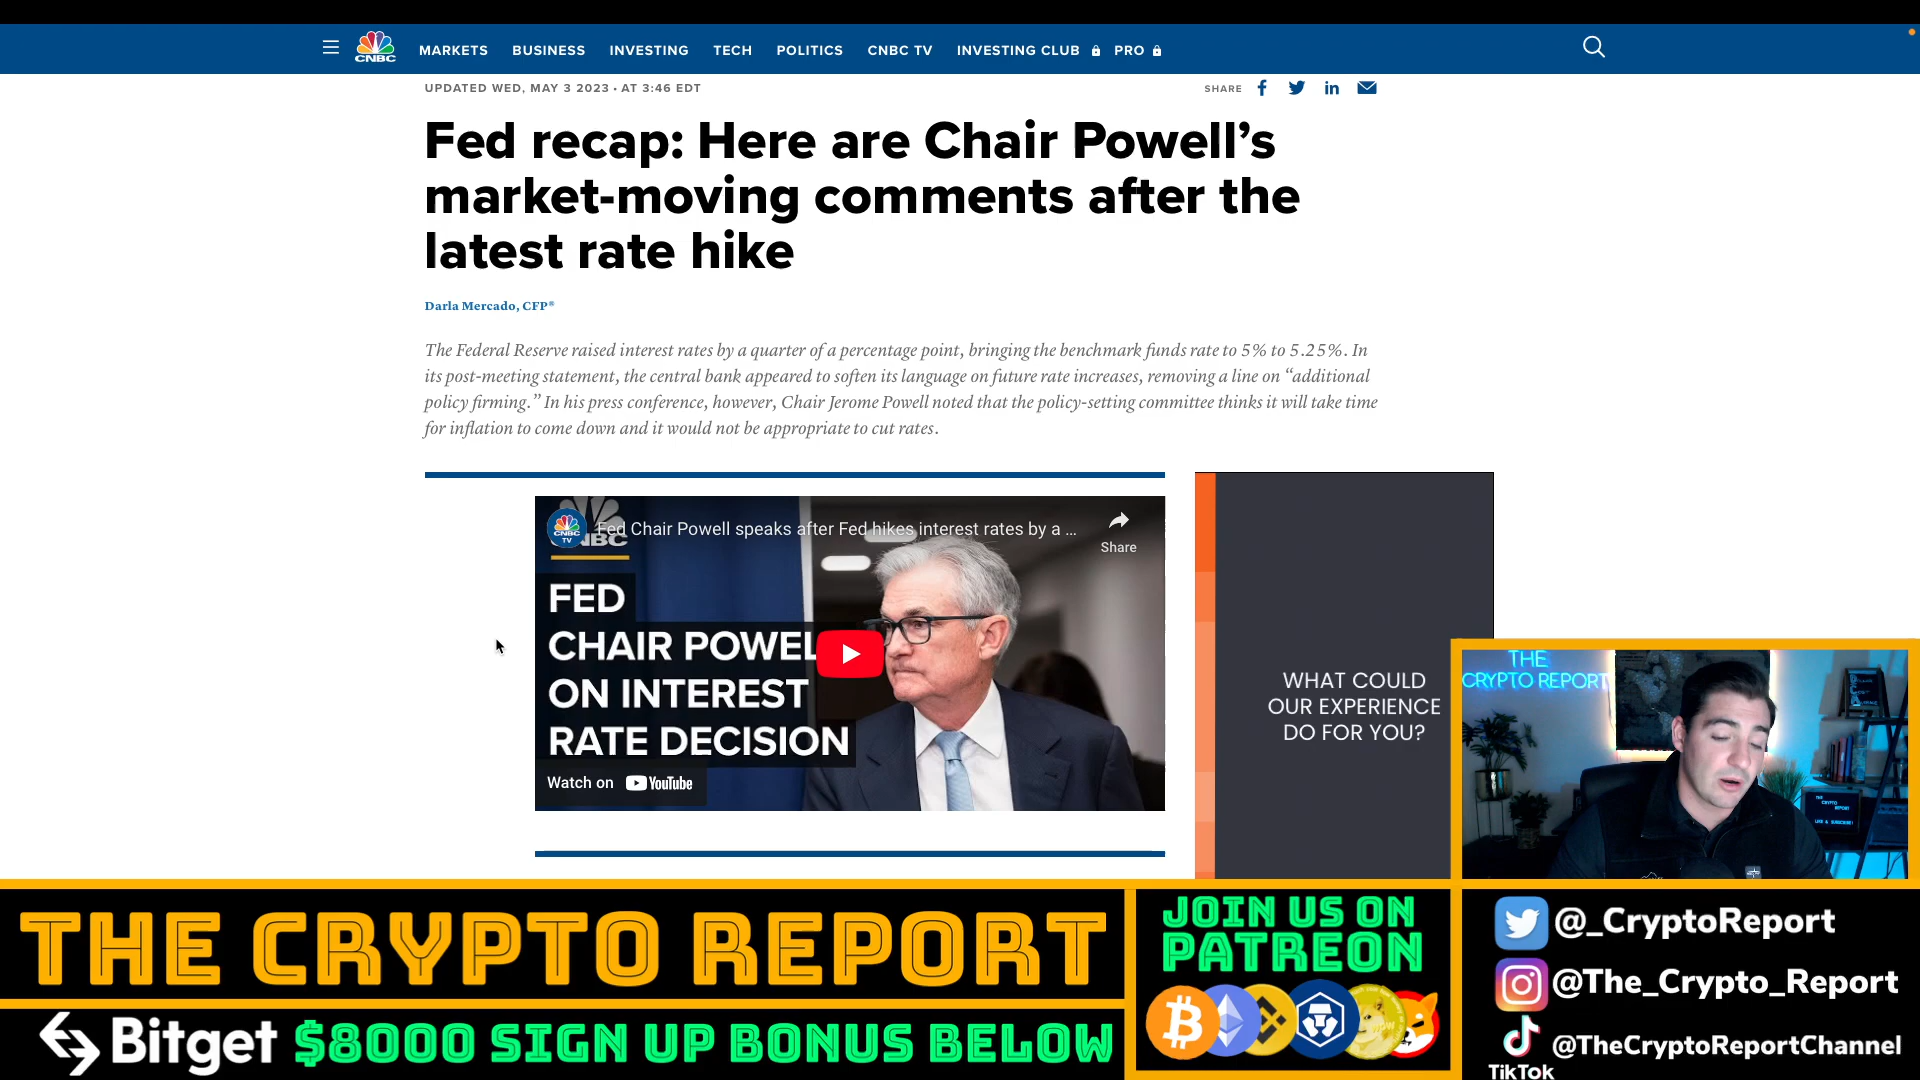 CNBC
MARKETS BUSINESS INVESTING TECH POLITICS CNBC TV INVESTING CLUB PRO
UPDATED WED, MAY 3 2023 • AT 3:46 EDT
SHARE
Fed recap: Here are Chair Powell’s
market-moving comments after the
latest rate hike
Darla Mercado, CFP®
The Federal Reserve raised interest rates by a quarter of a percentage point, bringing the benchmark funds rate to 5% to 5.25%. In
its post-meeting statement, the central bank appeared to soften its language on future rate increases, removing a line on “additional
policy firming.” In his press conference, however, Chair Jerome Powell noted that the policy-setting committee thinks it will take time
for inflation to come down and it would not be appropriate to cut rates.
CNBC
TV
Fed Chair Powell speaks after Fed hikes interest rates by a ...
Share
FED
CHAIR POWEL
ON INTEREST
RATE DECISION
Watch on YouTube
WHAT COULD
OUR EXPERIENCE
DO FOR YOU?
THE
CRYPTO REPORT
THE CRYPTO REPORT
Bitget $8000 SIGN UP BONUS BELOW
JOIN US ON
PATREON
@_CryptoReport
@The_Crypto_Report
@TheCryptoReportChannel
TikTok